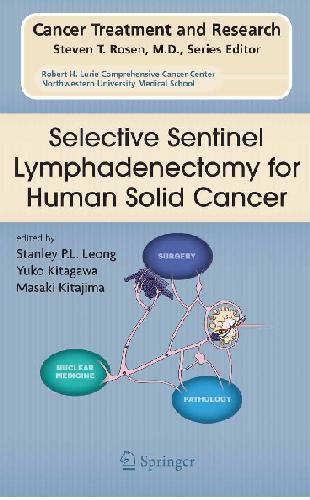 Cancer Treatment and Research
Steven T. Rosen, M.D., Series Editor
Robert H. Lurie Comprehensive Cancer Center
Northwestern University Medical School
Selective Sentinel
Lymphadenectomy for
Human Solid Cancer
edited by
Stanley P.L. Leong
Yuko Kitagawa
Masaki Kitajima
SURGERY
NUCLEAR
MEDICINE
PATHOLOGY
Springer